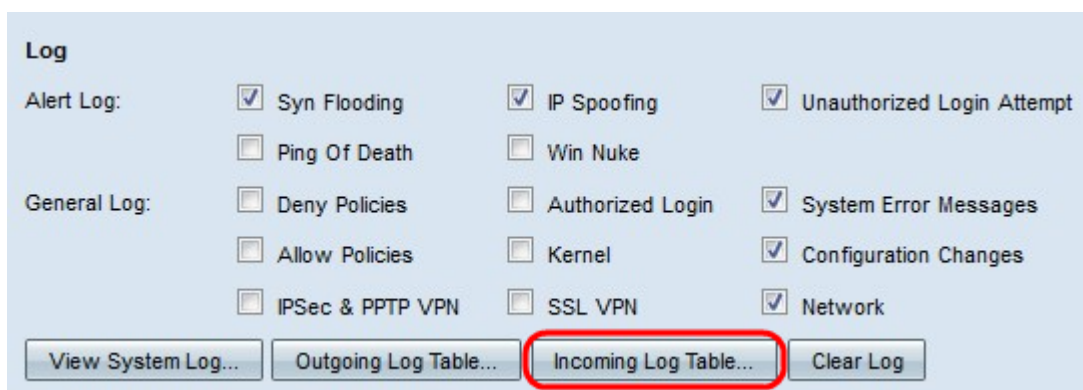 Log
Alert Log: Syn Flooding IP Spoofing Unauthorized Login Attempt
Ping Of Death Win Nuke
General Log: Deny Policies Authorized Login System Error Messages
Allow Policies Kernel Configuration Changes
IPSec & PPTP VPN SSL VPN Network
View System Log... Outgoing Log Table... Incoming Log Table... Clear Log